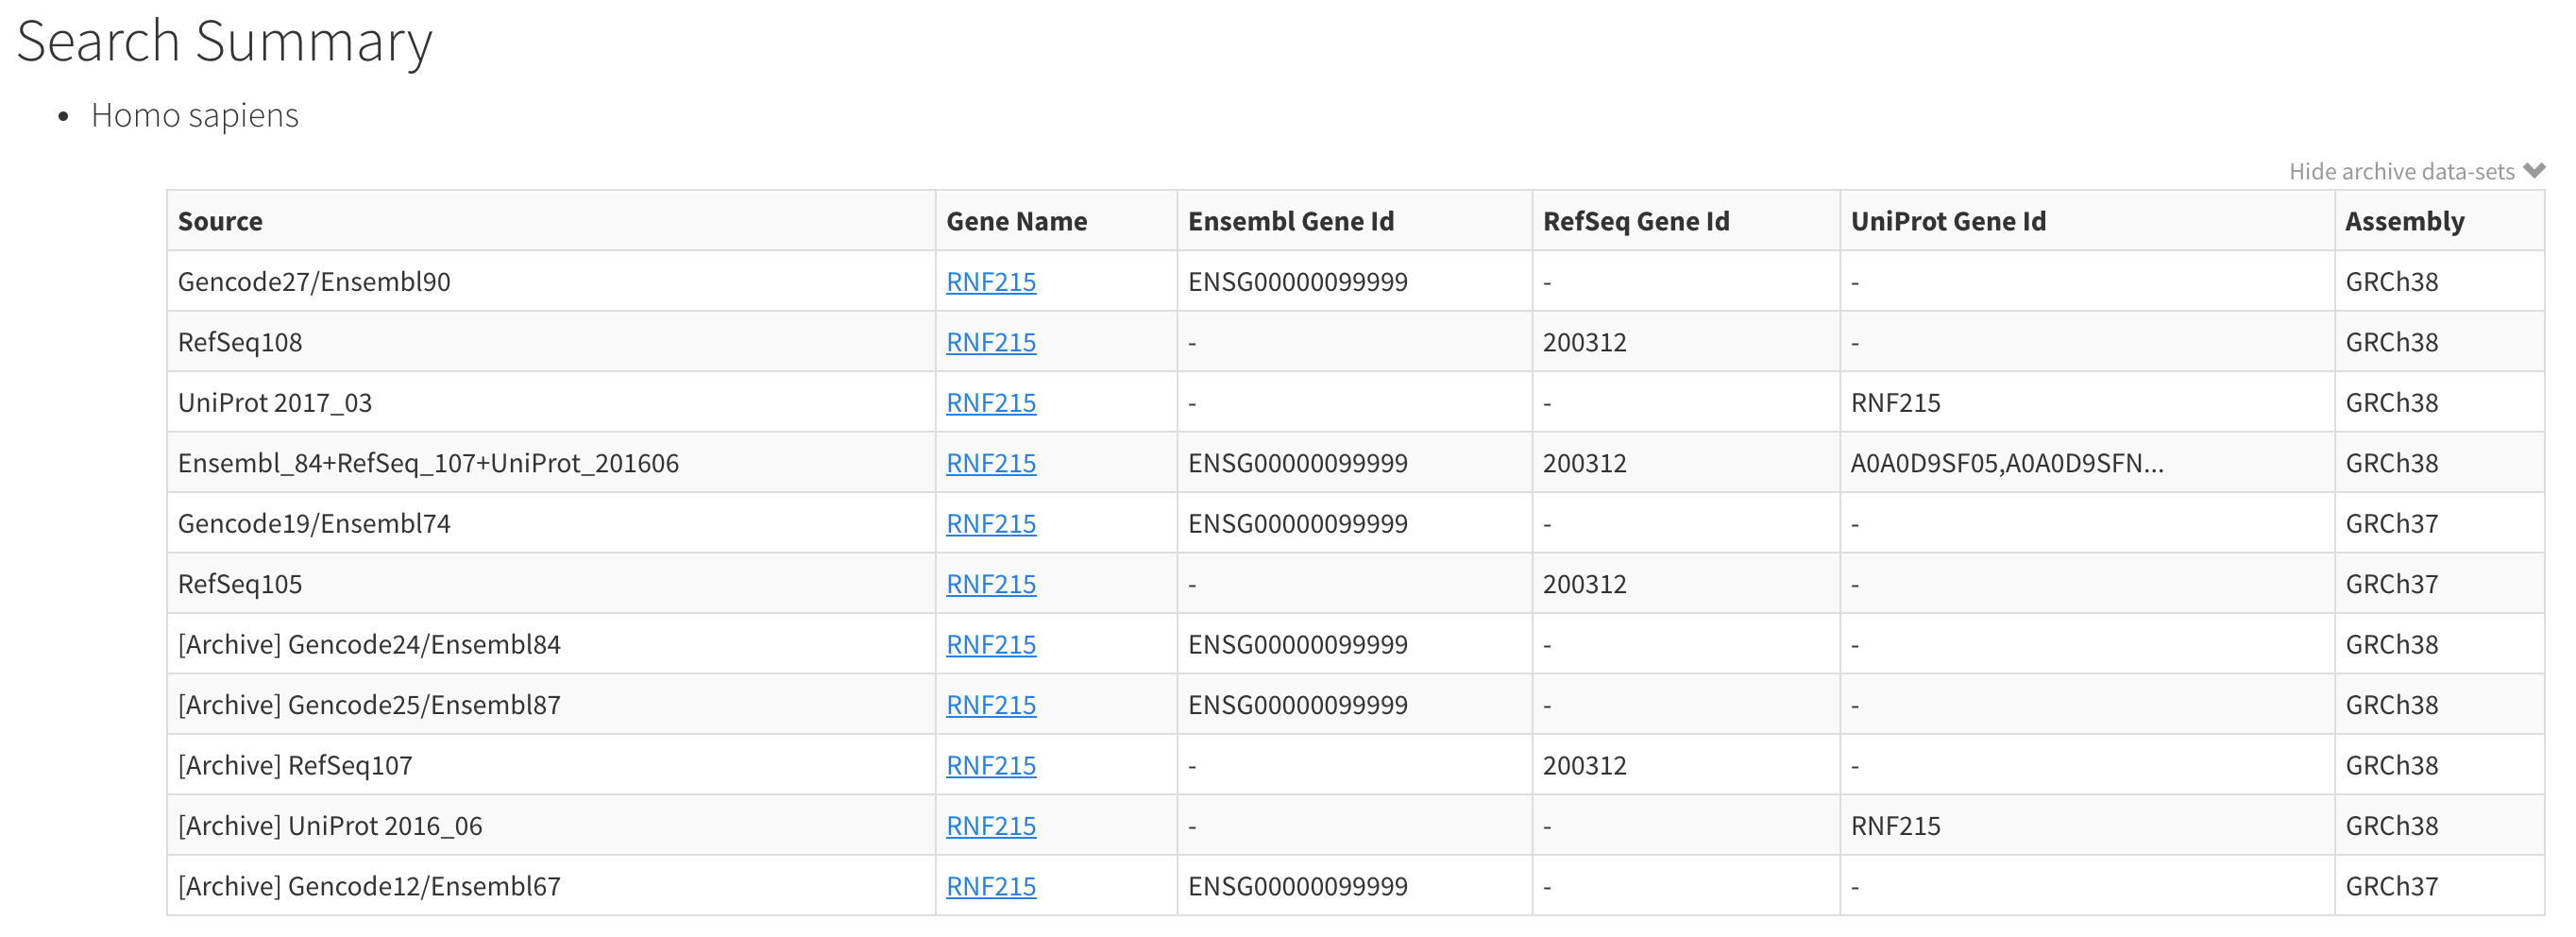 Search Summary
• Homo sapiens
Hide archive data-sets
Source Gene Name Ensembl Gene Id RefSeq Gene Id UniProt Gene Id Assembly
Gencode27/Ensembl90 RNF215 ENSG00000099999 - - GRCh38
RefSeq108 RNF215 - 200312 - GRCh38
UniProt 2017_03 RNF215 - - RNF215 GRCh38
Ensembl_84+RefSeq_107+UniProt_201606 RNF215 ENSG00000099999 200312 A0A0D9SF05,A0A0D9SFN... GRCh38
Gencode19/Ensembl74 RNF215 ENSG00000099999 - - GRCh37
RefSeq105 RNF215 - 200312 - GRCh37
[Archive] Gencode24/Ensembl84 RNF215 ENSG00000099999 - - GRCh38
[Archive] Gencode25/Ensembl87 RNF215 ENSG00000099999 - - GRCh38
[Archive] RefSeq107 RNF215 - 200312 - GRCh38
[Archive] UniProt 2016_06 RNF215 - - RNF215 GRCh38
[Archive] Gencode12/Ensembl67 RNF215 ENSG00000099999 - - GRCh37